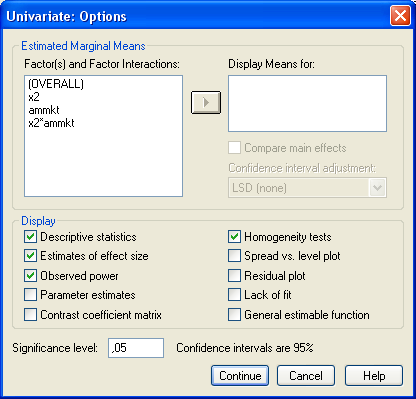 Univariate: Options
Estimated Marginal Means
Factor(s) and Factor Interactions:
(OVERALL)
x2
ammkt
x2*ammkt
Display Means for:
Compare main effects
Confidence interval adjustment:
LSD (none)
Display
Descriptive statistics
Estimates of effect size
Observed power
Parameter estimates
Contrast coefficient matrix
Homogeneity tests
Spread vs. level plot
Residual plot
Lack of fit
General estimable function
Significance level: ,05 Confidence intervals are 95%
Continue Cancel Help